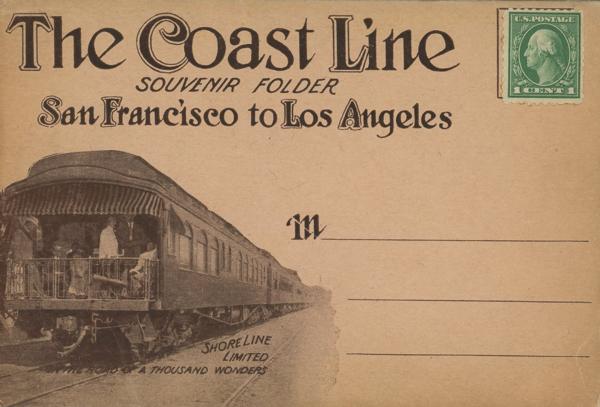 The Coast Line
SOUVENIR FOLDER
San Francisco to Los Angeles
U.S. POSTAGE
1 CENT 1
M
SHORE LINE
LIMITED
ON THE ROAD OF A THOUSAND WONDERS